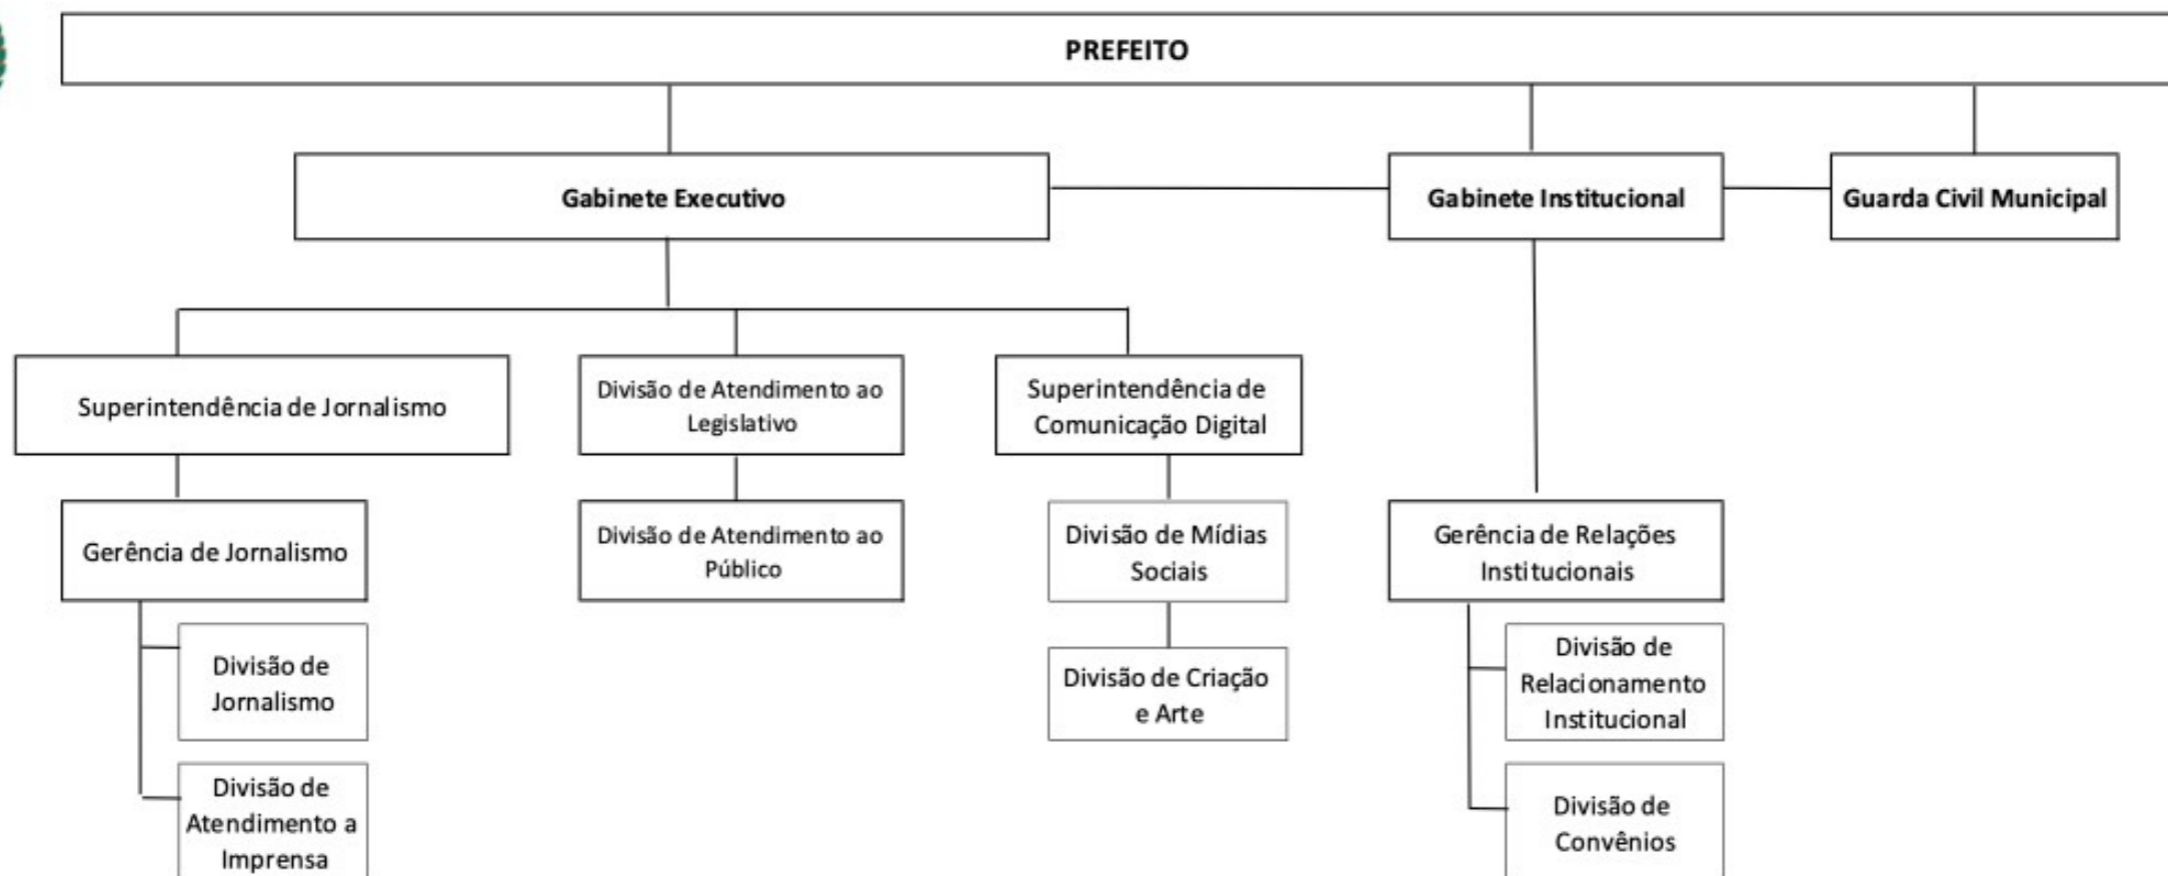 PREFEITO
Gabinete Executivo
Gabinete Institucional
Guarda Civil Municipal
Superintendência de Jornalismo
Divisão de Atendimento ao
Legislativo
Superintendência de
Comunicação Digital
Gerência de Jornalismo
Divisão de Atendimento ao
Público
Divisão de Mídias
Sociais
Gerência de Relações
Institucionais
Divisão de
Jornalismo
Divisão de Criação
e Arte
Divisão de
Relacionamento
Institucional
Divisão de
Atendimento a
Imprensa
Divisão de
Convênios